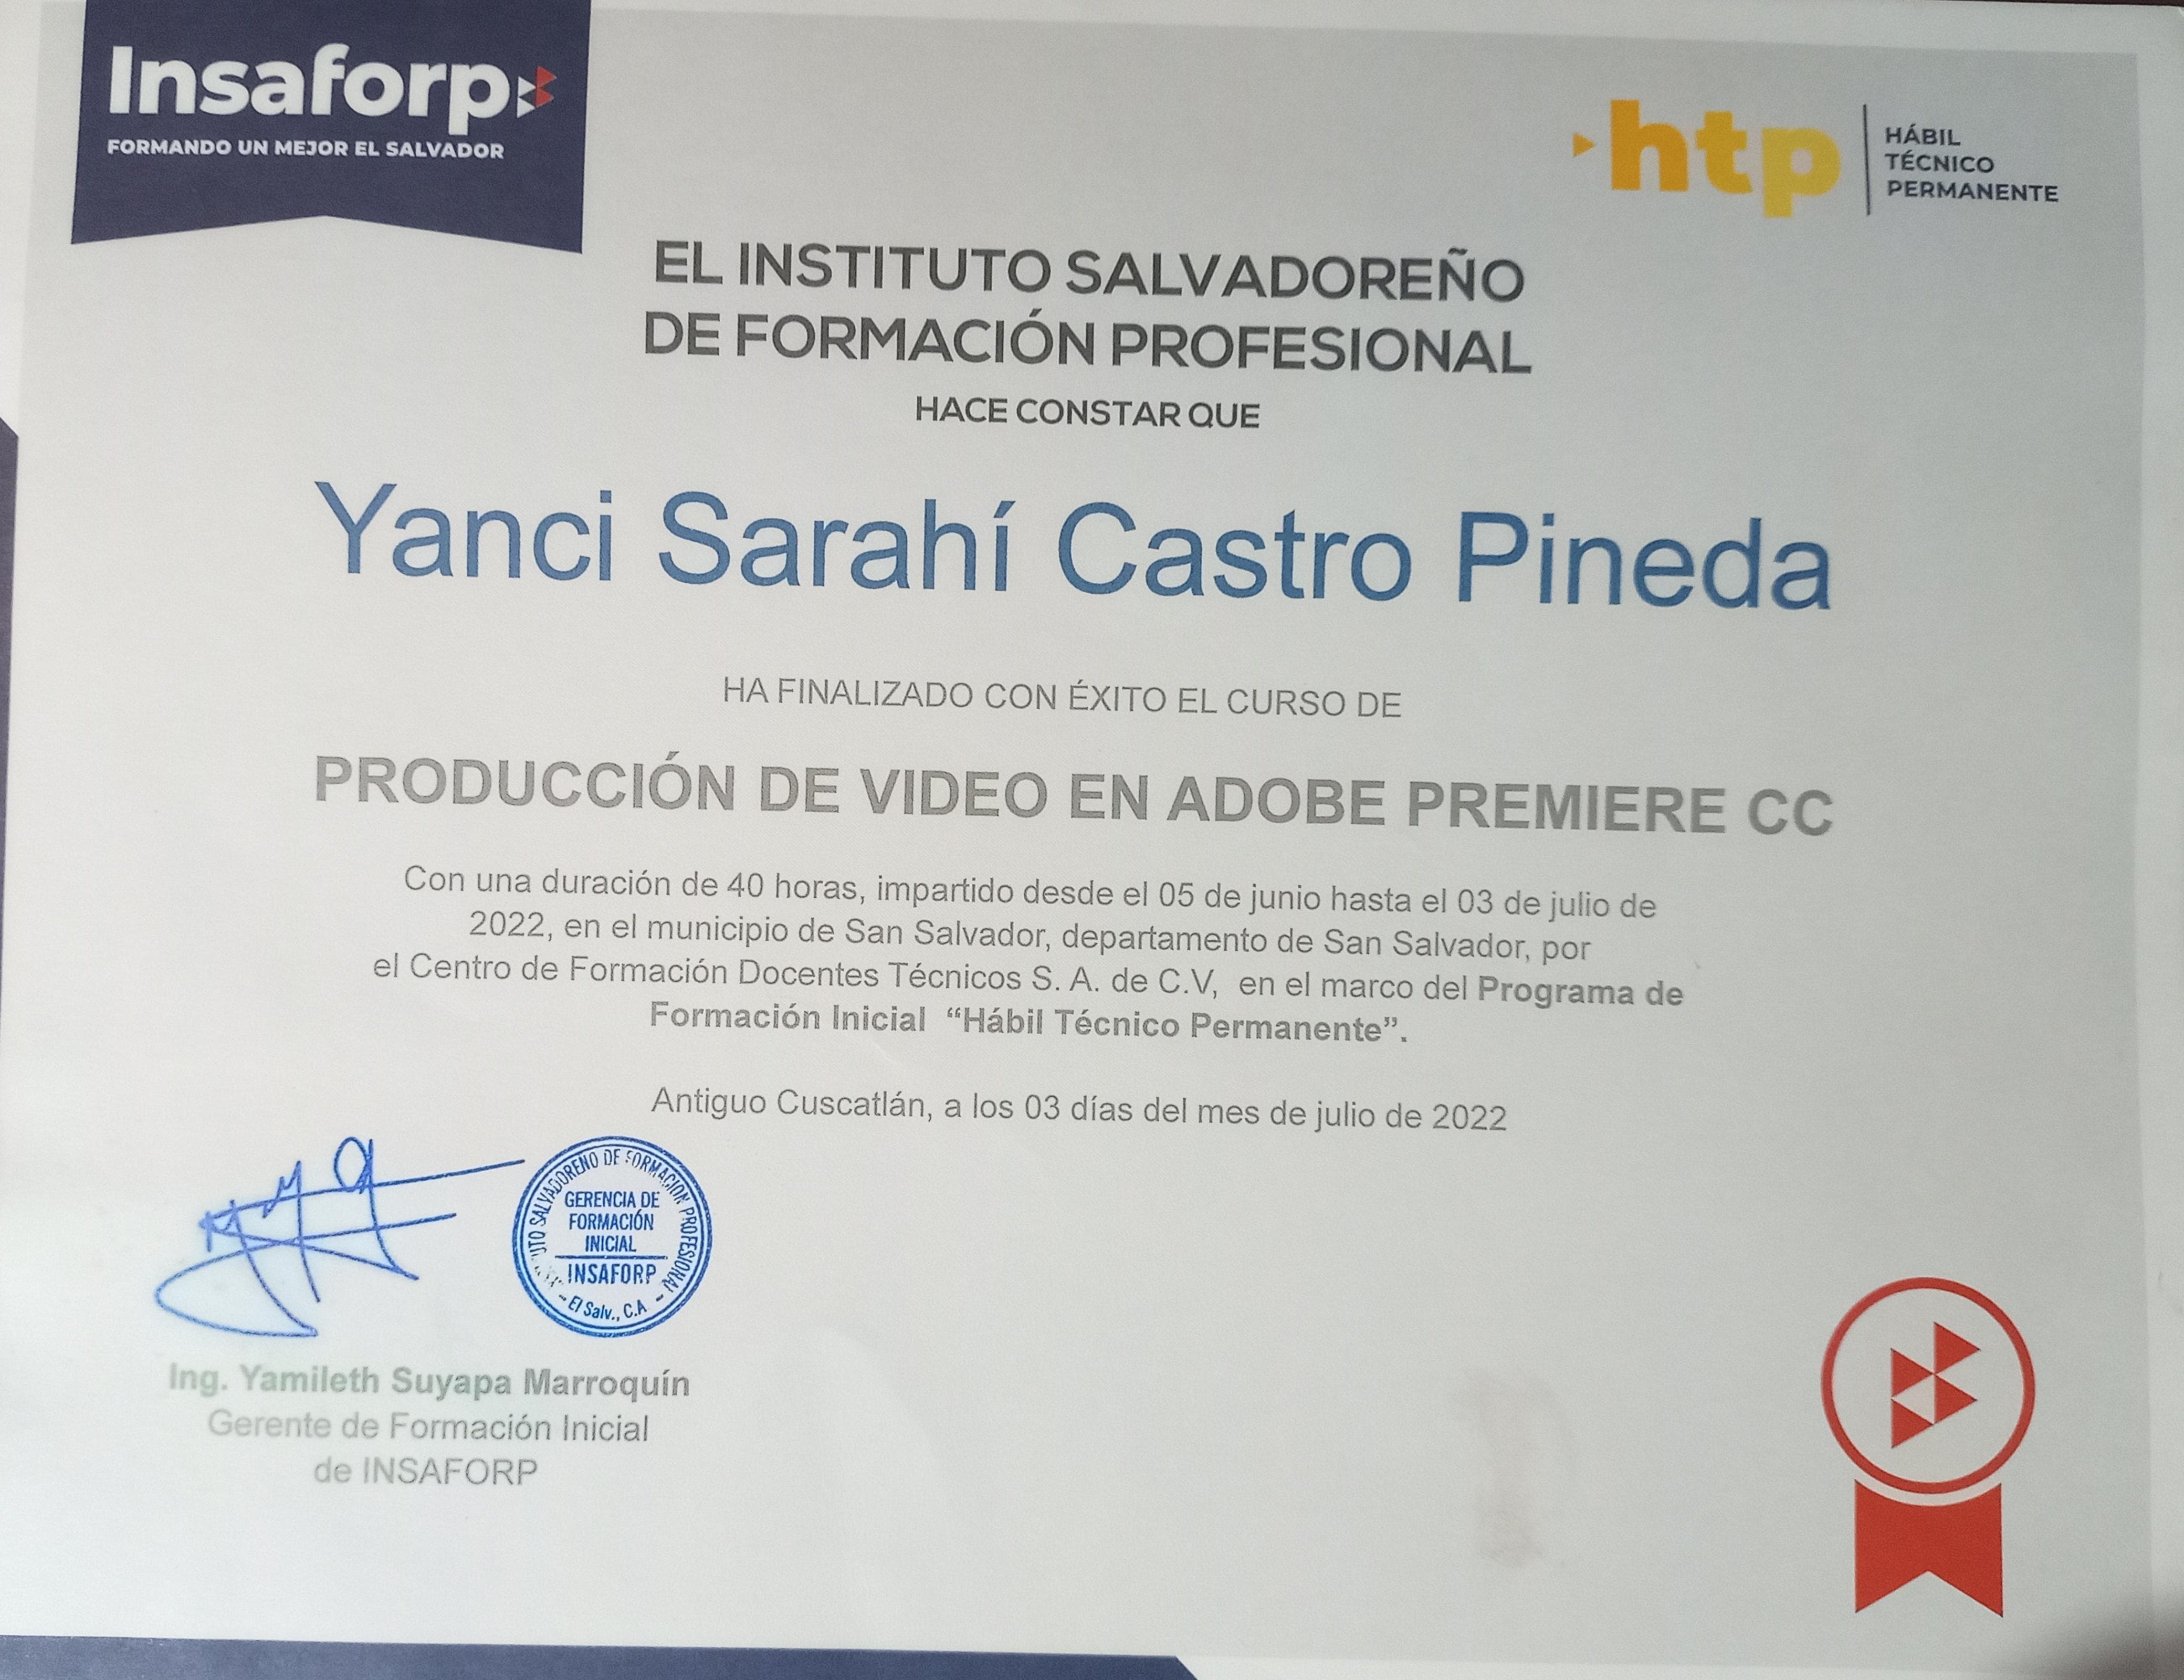 Insaforp
FORMANDO UN MEJOR EL SALVADOR
htp
HÁBIL
TÉCNICO
PERMANENTE
EL INSTITUTO SALVADOREÑO
DE FORMACIÓN PROFESIONAL
HACE CONSTAR QUE
Yanci Sarahí Castro Pineda
HA FINALIZADO CON ÉXITO EL CURSO DE
PRODUCCIÓN DE VIDEO EN ADOBE PREMIERE CC
Con una duración de 40 horas, impartido desde el 05 de junio hasta el 03 de julio de
2022, en el municipio de San Salvador, departamento de San Salvador, por
el Centro de Formación Docentes Técnicos S. A. de C.V, en el marco del Programa de
Formación Inicial “Hábil Técnico Permanente”.
Antiguo Cuscatlán, a los 03 días del mes de julio de 2022
SALVADOREÑO DE FORMACION PROFESIONAL
GERENCIA DE
FORMACIÓN
INICIAL
INSAFORP
- El Salv., C.A -
Ing. Yamileth Suyapa Marroquín
Gerente de Formación Inicial
de INSAFORP